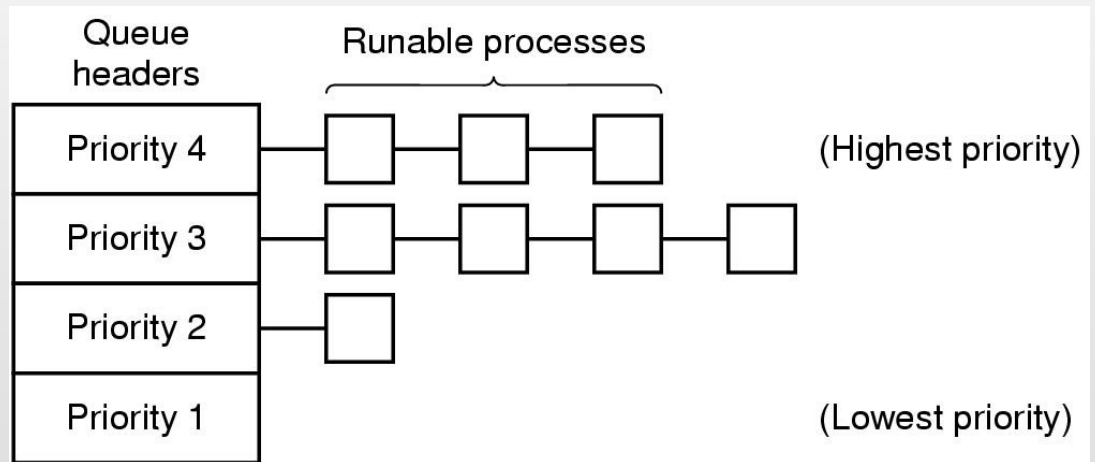 Queue
headers
Runable processes
Priority 4
(Highest priority)
Priority 3
Priority 2
Priority 1
(Lowest priority)